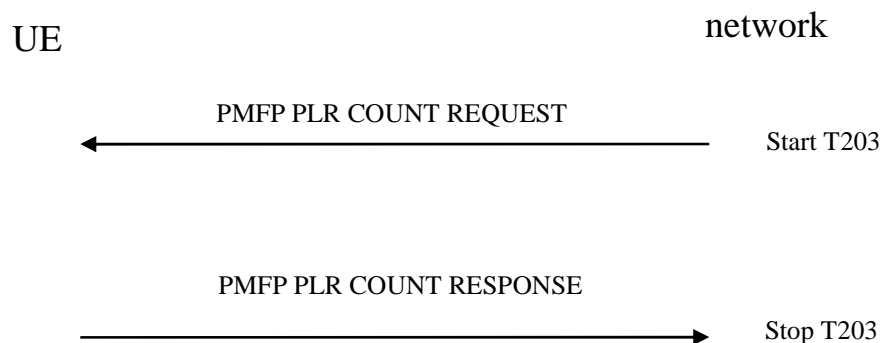 UE
network
PMFP PLR COUNT REQUEST
Start T203
PMFP PLR COUNT RESPONSE
Stop T203